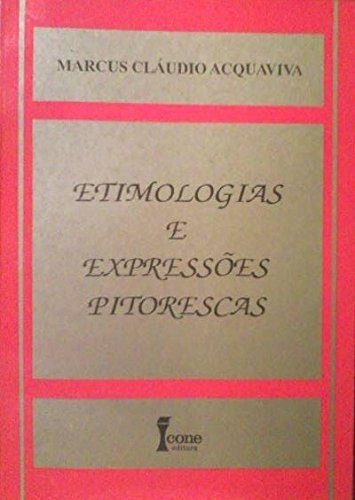 MARCUS CLÁUDIO ACQUAVIVA
ETIMOLOGIAS
E
EXPRESSÕES
PITORESCAS
Ícone
editora